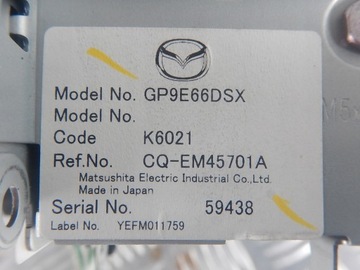 Model No. GP9E66DSX
Model No.
Code K6021
Ref.No. CQ-EM45701A
Matsushita Electric Industrial Co.,Ltd.
Made in Japan
Serial No. 59438
Label No. YEFM011759